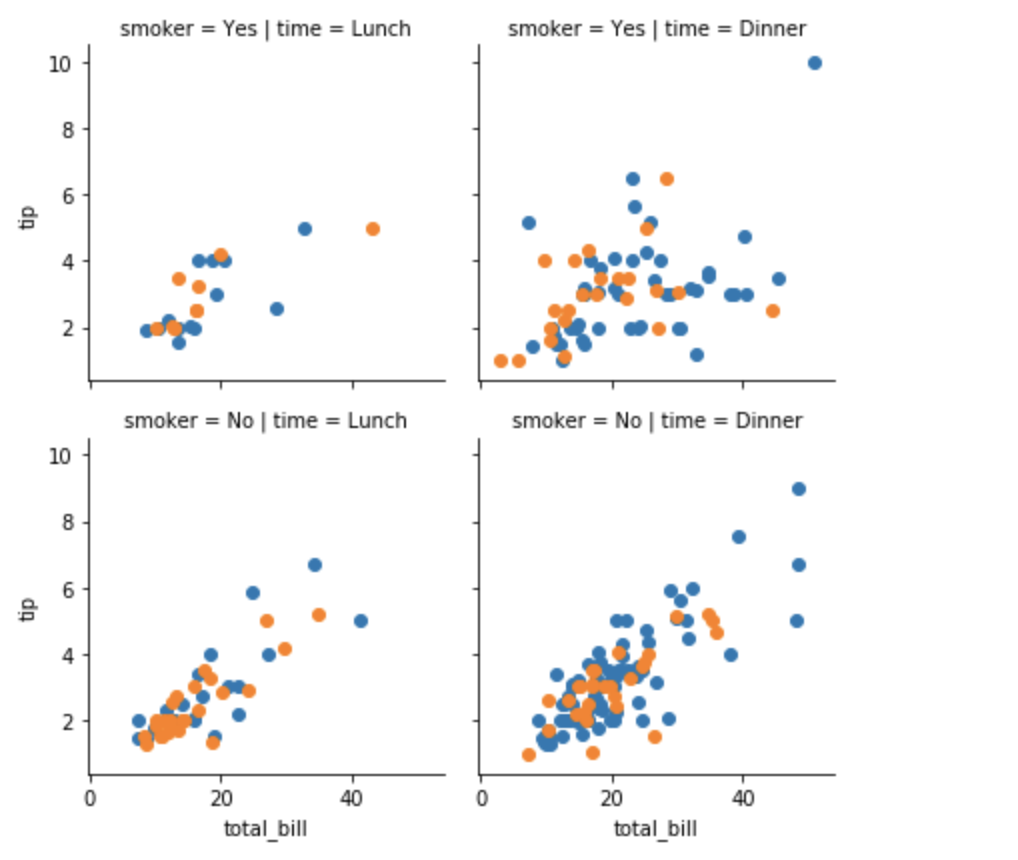 smoker = Yes | time = Lunch
smoker = Yes | time = Dinner
10
8
6
4
2
tip
smoker = No | time = Lunch
smoker = No | time = Dinner
10
8
6
4
2
tip
0 20 40
0 20 40
total_bill
total_bill